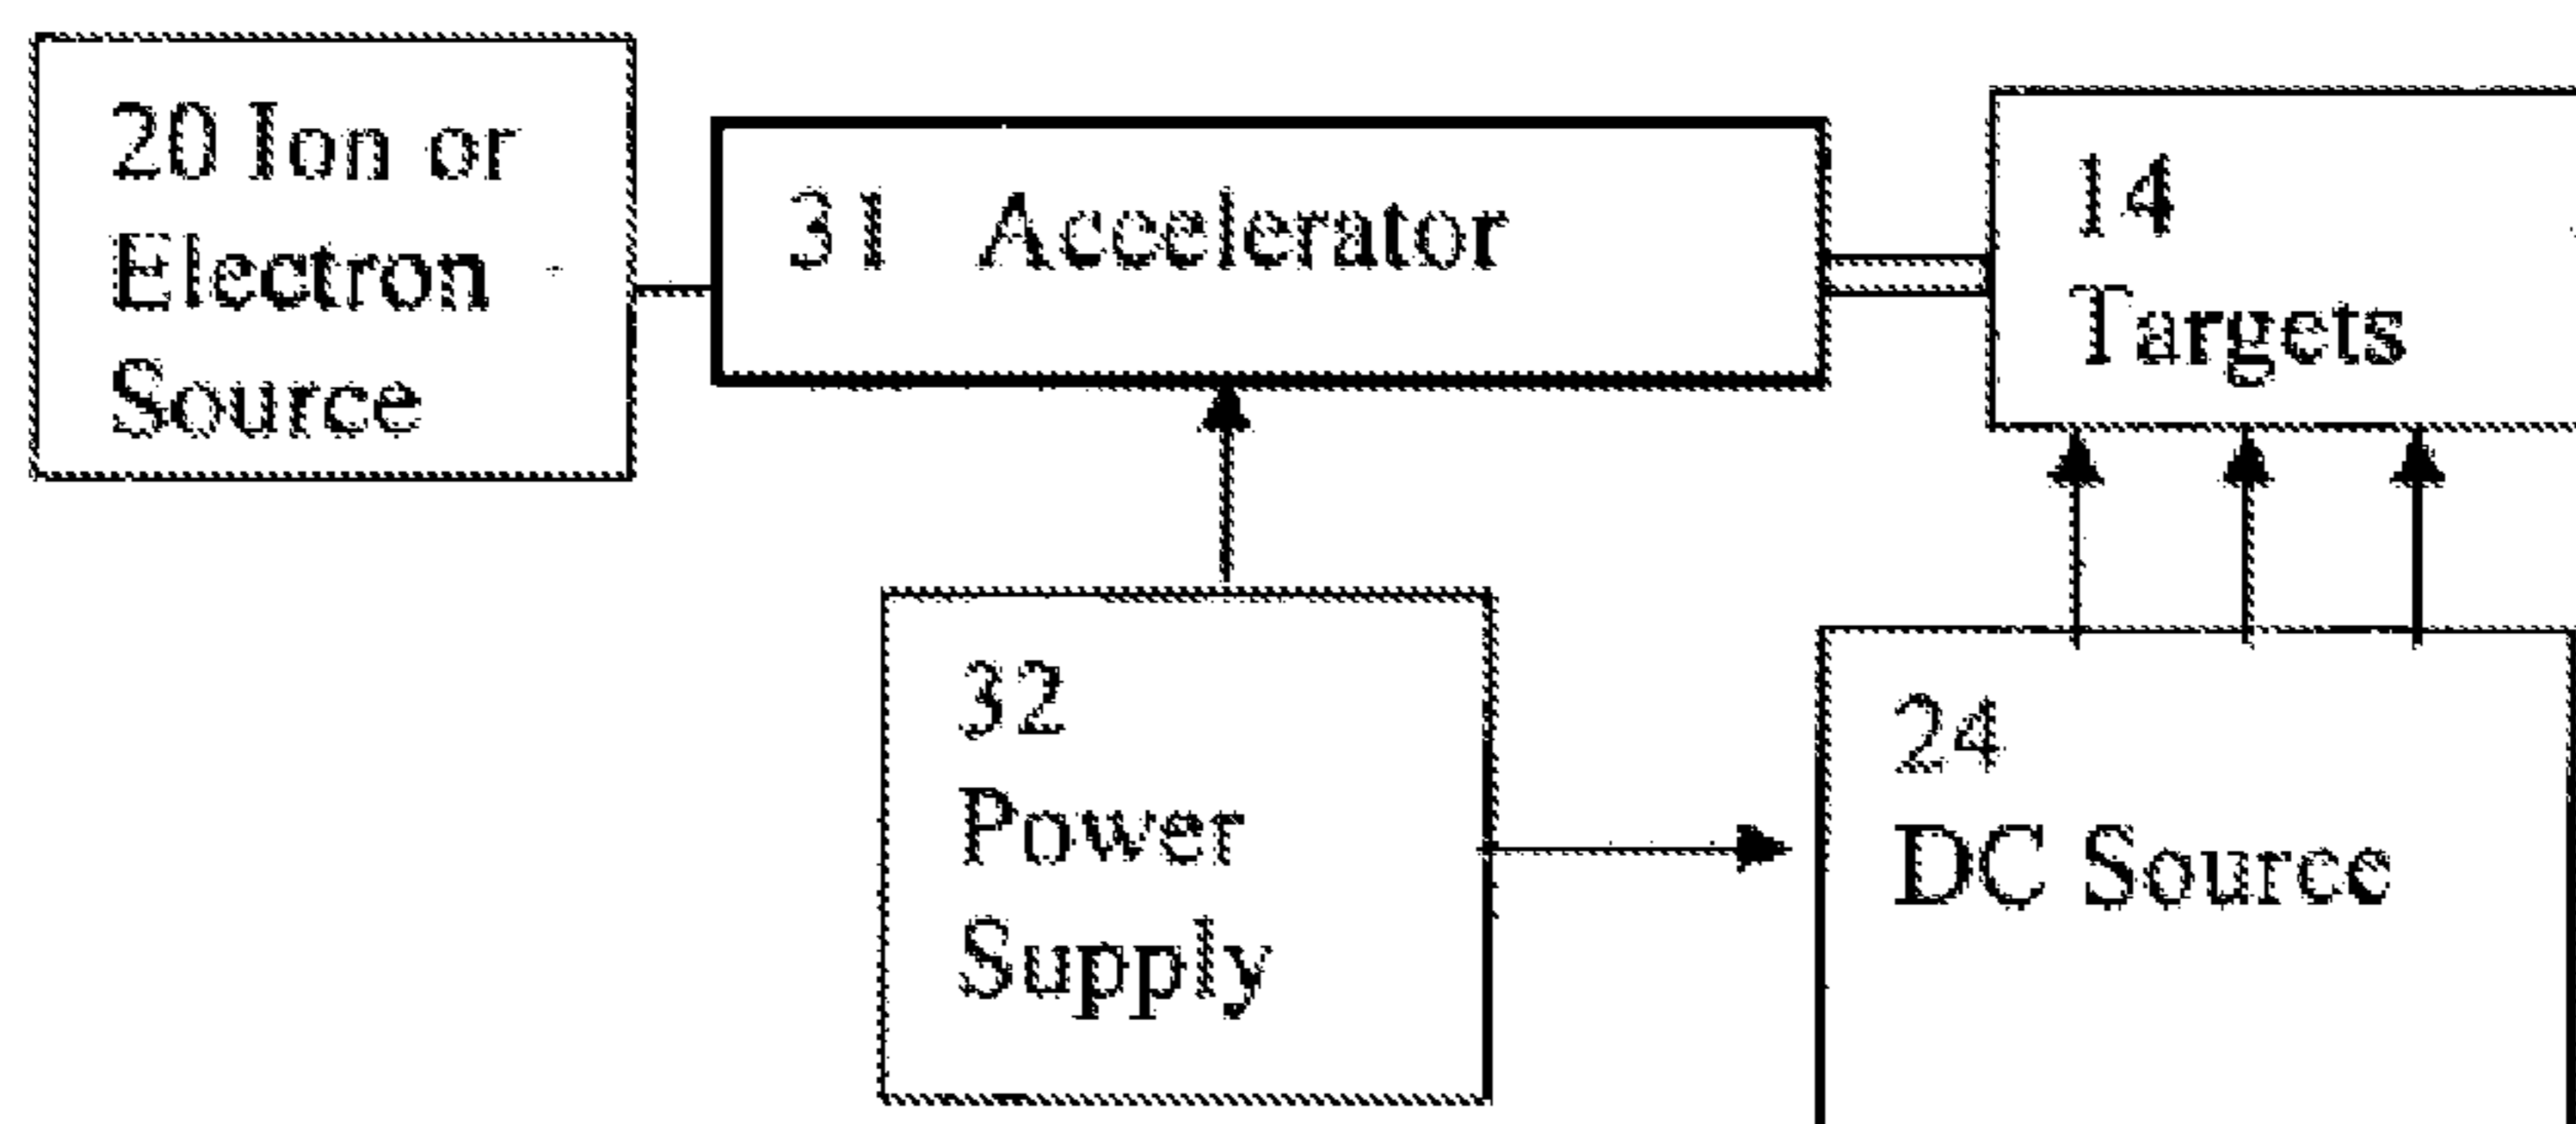 20 Ion or
Electron
Source
31 Accelerator
14
Targets
32
Power
Supply
24
DC Source